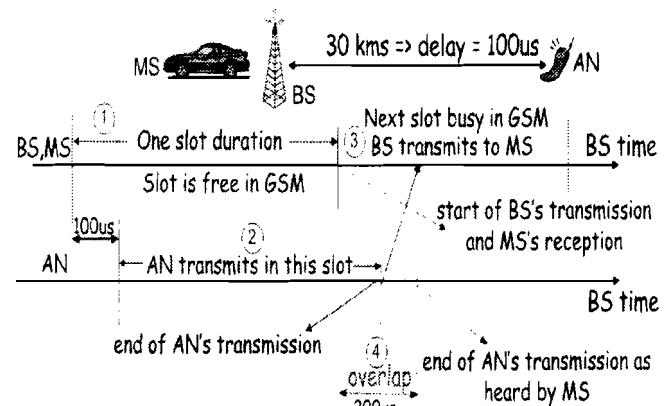 30 kms => delay = 100us
MS
BS
AN
1
One slot duration
3
Next slot busy in GSM
BS transmits to MS
BS,MS
BS time
Slot is free in GSM
100us
start of BS's transmission
and MS's reception
2
AN
AN transmits in this slot
BS time
end of AN's transmission
4
overlap
end of AN's transmission as
heard by MS